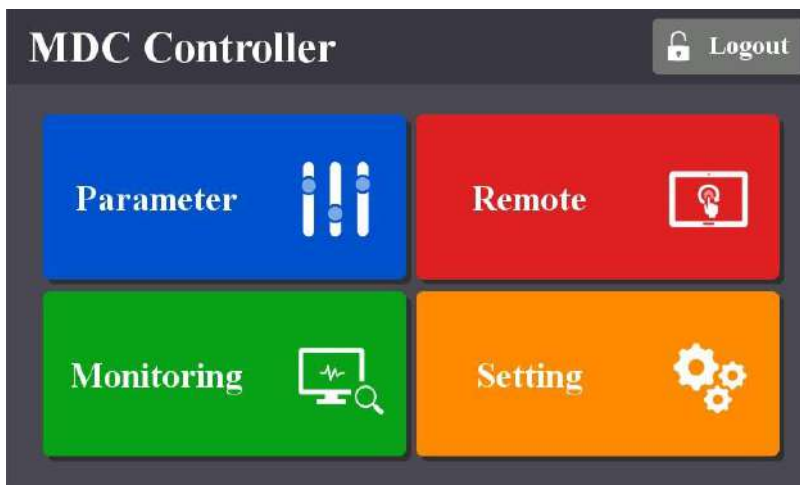 MDC Controller
Logout
Parameter
Remote
Monitoring
Setting